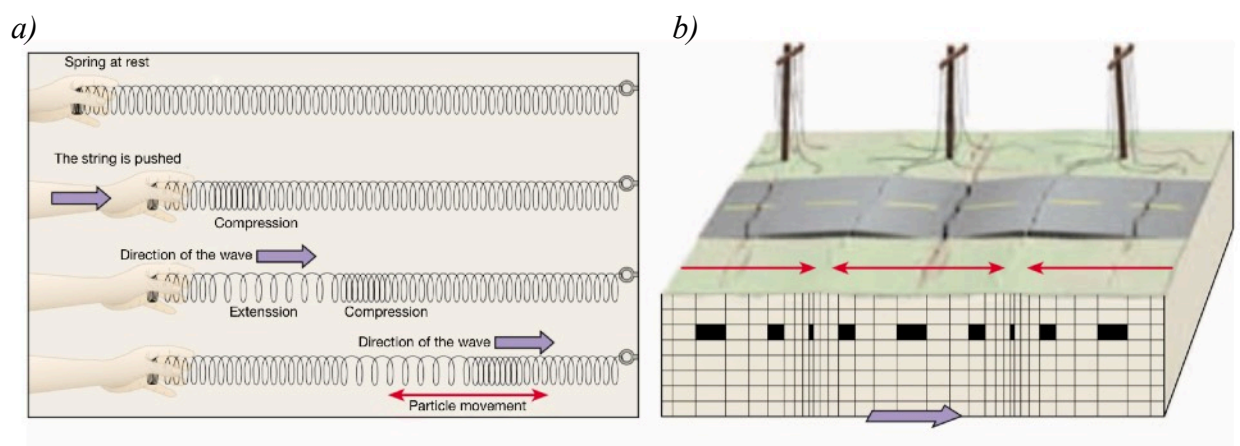 a)
b)
Spring at rest
The string is pushed
Compression
Direction of the wave
Extenssion
Compression
Direction of the wave
Particle movement